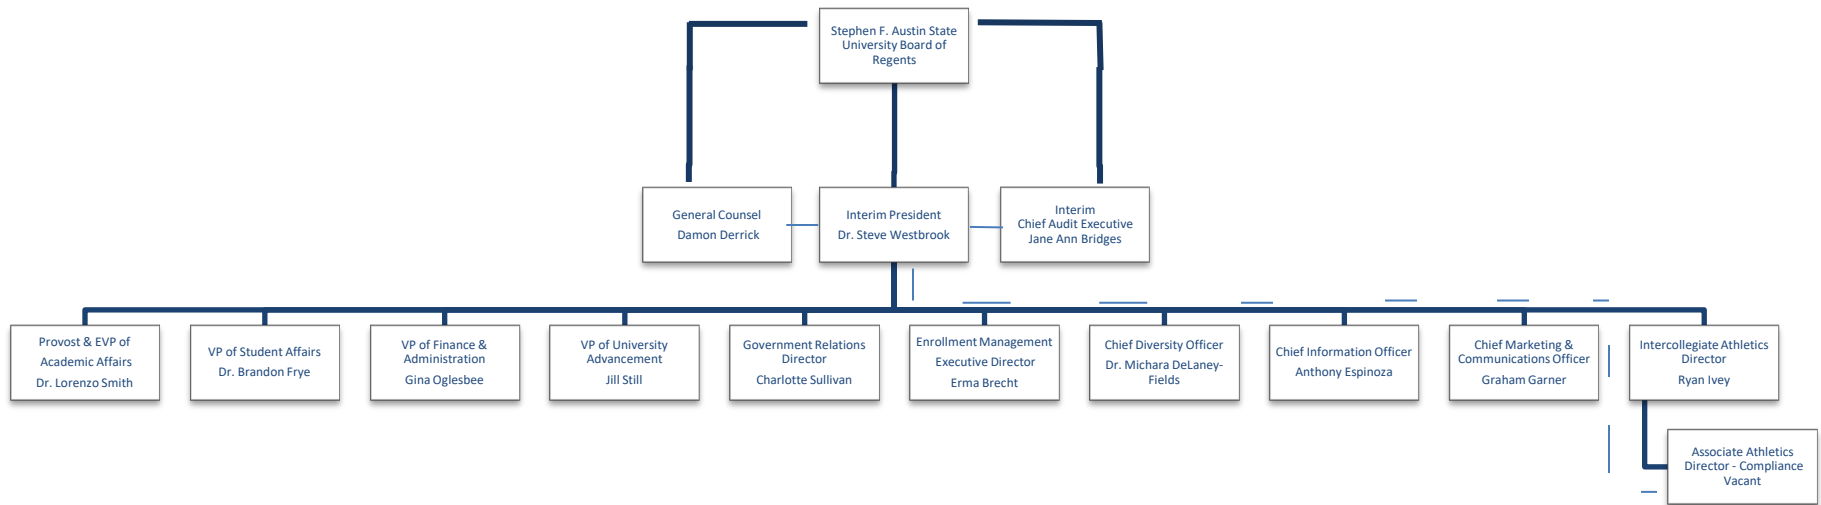 Stephen F. Austin State
University Board of
Regents
General Counsel
Damon Derrick
Interim President
Dr. Steve Westbrook
Interim
Chief Audit Executive
Jane Ann Bridges
Provost & EVP of
Academic Affairs
Dr. Lorenzo Smith
VP of Student Affairs
Dr. Brandon Frye
VP of Finance &
Administration
Gina Oglesbee
VP of University
Advancement
Jill Still
Government Relations
Director
Charlotte Sullivan
Enrollment Management
Executive Director
Erma Brecht
Chief Diversity Officer
Dr. Michara DeLaney-
Fields
Chief Information Officer
Anthony Espinoza
Chief Marketing &
Communications Officer
Graham Garner
Intercollegiate Athletics
Director
Ryan Ivey
Associate Athletics
Director - Compliance
Vacant